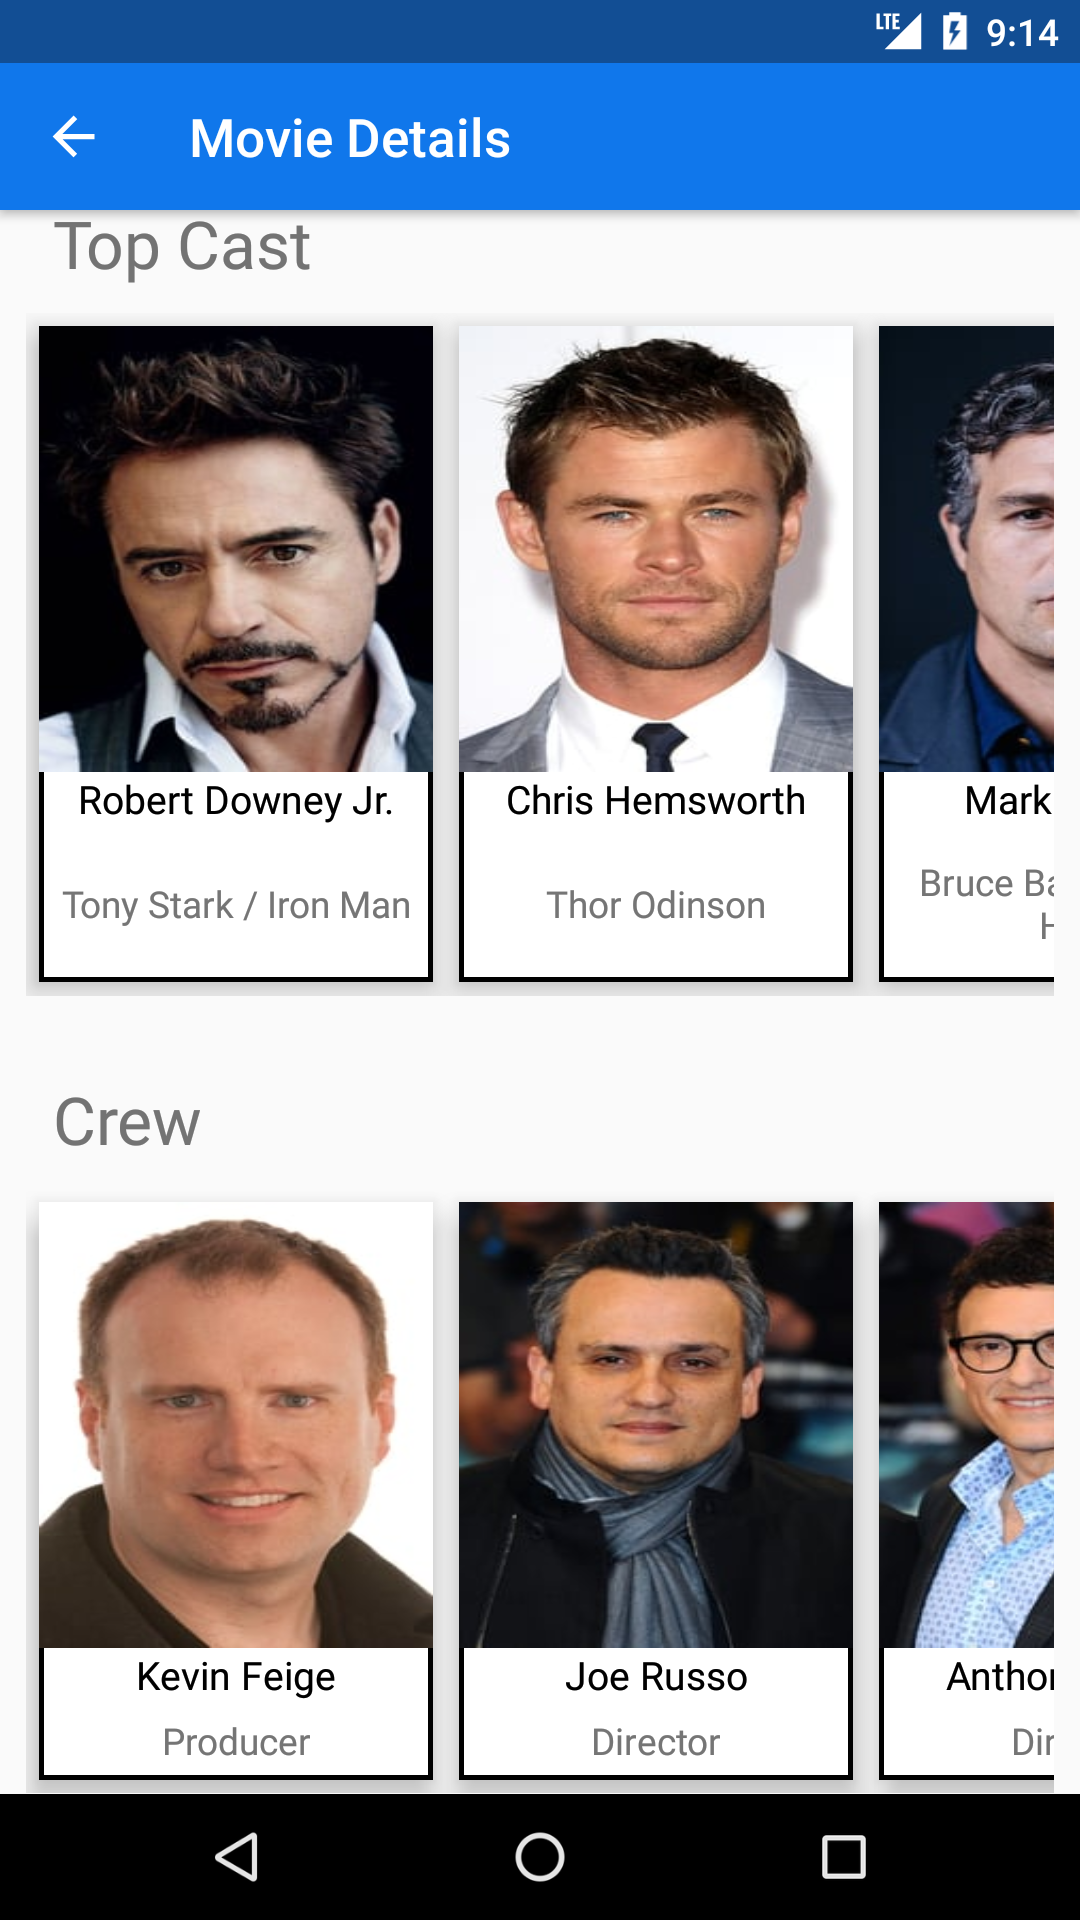 LTE 9:14
Movie Details
Top Cast
Robert Downey Jr.
Chris Hemsworth
Mark
Tony Stark / Iron Man
Thor Odinson
Bruce Ba
H
Crew
Kevin Feige
Joe Russo
Anthon
Producer
Director
Dir